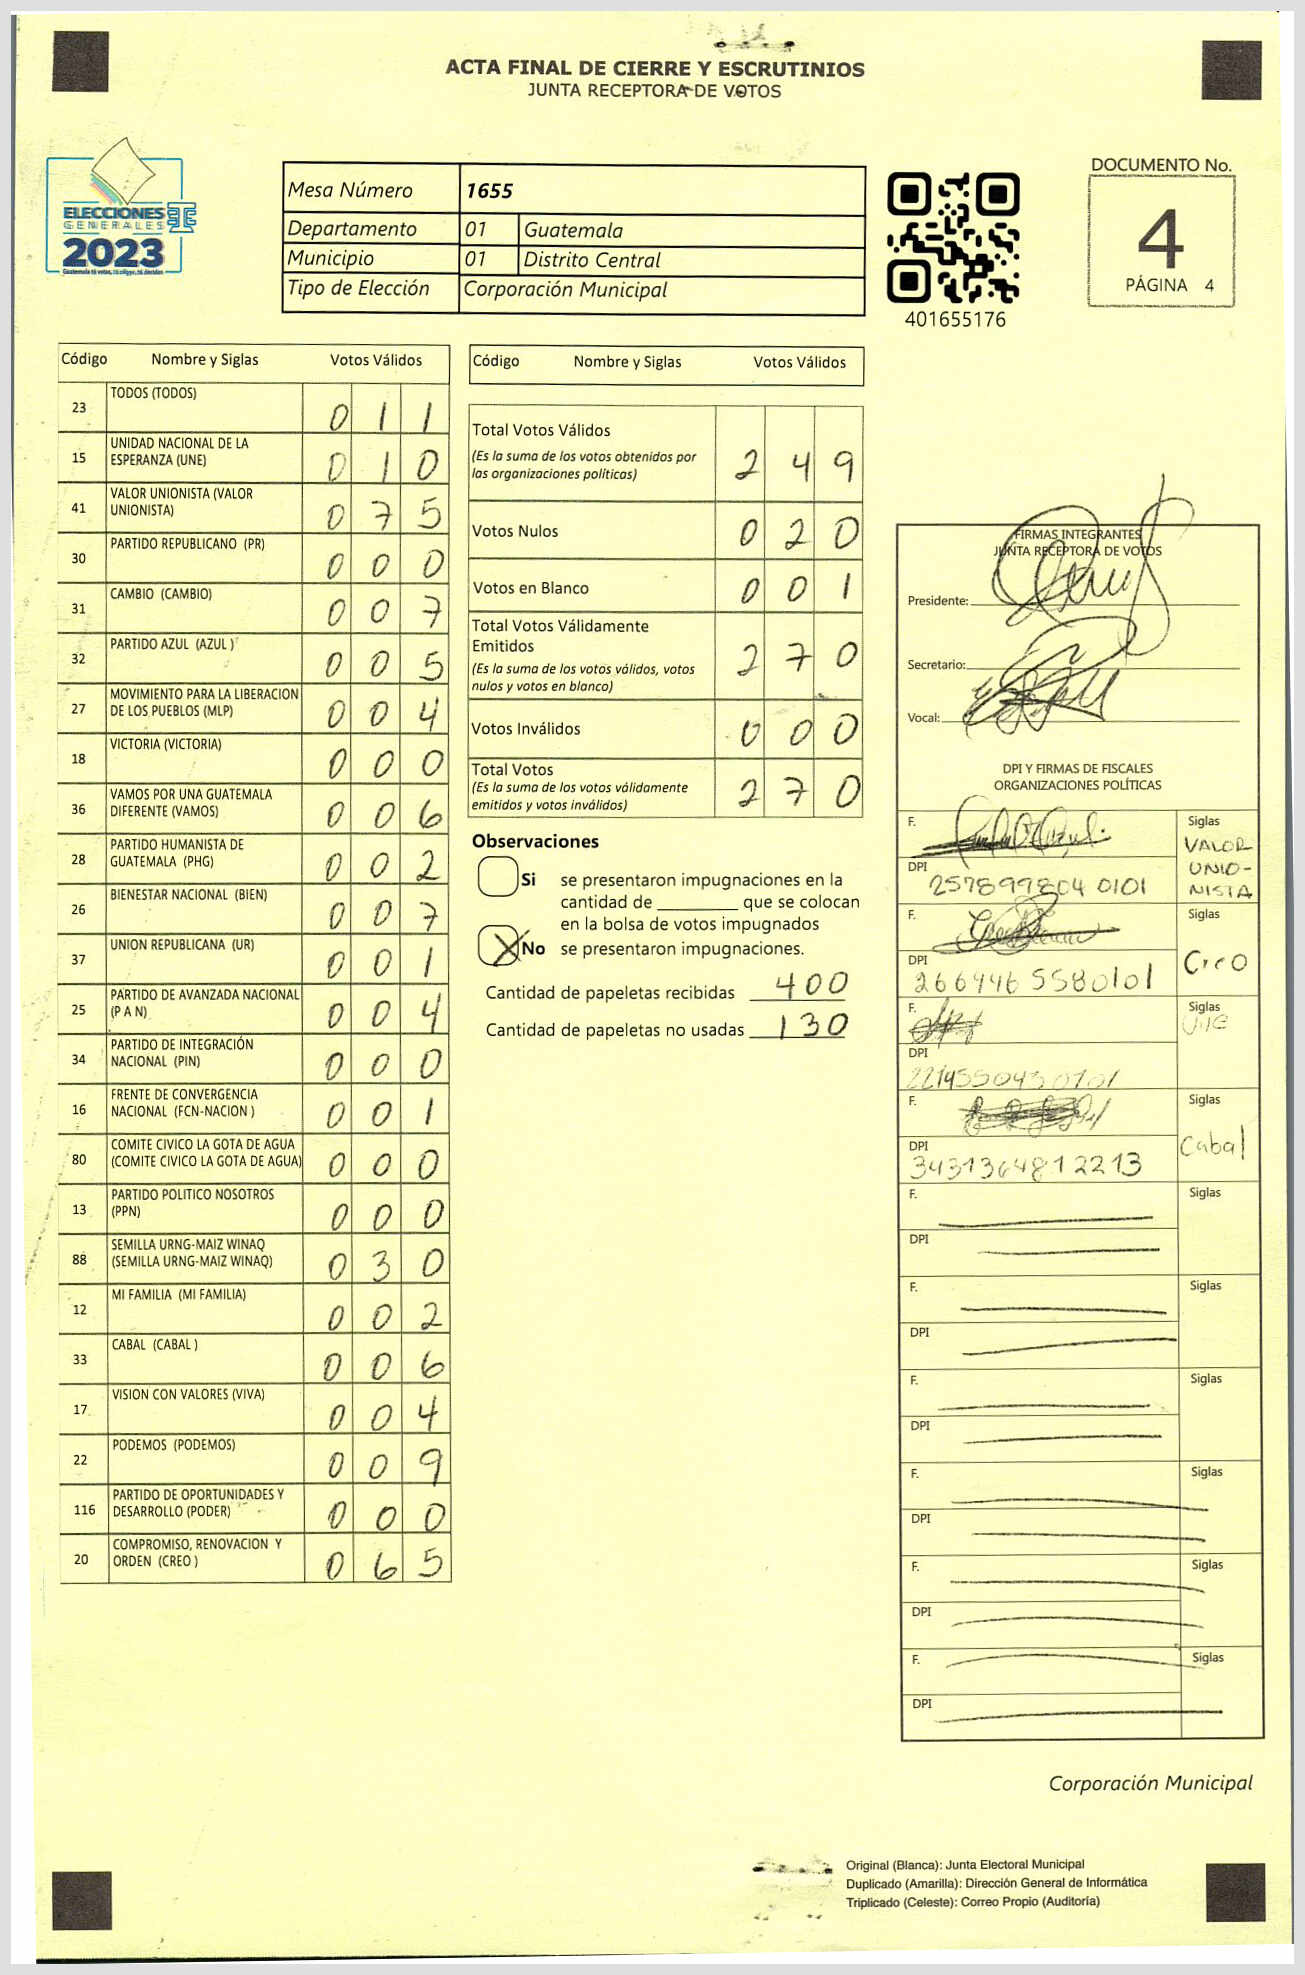 ACTA FINAL DE CIERRE Y ESCRUTINIOS
JUNTA RECEPTORA DE VOTOS
ELECCIONES
GENERALES
2023
Guatemala tú votas, tú eliges, tú decides
Mesa Número 1655
Departamento 01 Guatemala
Municipio 01 Distrito Central
Tipo de Elección Corporación Municipal
401655176
DOCUMENTO No.
4
PÁGINA 4
Código Nombre y Siglas Votos Válidos
23 TODOS (TODOS) 0 1 1
15 UNIDAD NACIONAL DE LA ESPERANZA (UNE) 0 1 0
41 VALOR UNIONISTA (VALOR UNIONISTA) 0 7 5
30 PARTIDO REPUBLICANO (PR) 0 0 0
31 CAMBIO (CAMBIO) 0 0 7
32 PARTIDO AZUL (AZUL ) 0 0 5
27 MOVIMIENTO PARA LA LIBERACION DE LOS PUEBLOS (MLP) 0 0 4
18 VICTORIA (VICTORIA) 0 0 0
36 VAMOS POR UNA GUATEMALA DIFERENTE (VAMOS) 0 0 6
28 PARTIDO HUMANISTA DE GUATEMALA (PHG) 0 0 2
26 BIENESTAR NACIONAL (BIEN) 0 0 7
37 UNION REPUBLICANA (UR) 0 0 1
25 PARTIDO DE AVANZADA NACIONAL (P A N) 0 0 4
34 PARTIDO DE INTEGRACIÓN NACIONAL (PIN) 0 0 0
16 FRENTE DE CONVERGENCIA NACIONAL (FCN-NACION ) 0 0 1
80 COMITE CIVICO LA GOTA DE AGUA (COMITE CIVICO LA GOTA DE AGUA) 0 0 0
13 PARTIDO POLITICO NOSOTROS (PPN) 0 0 0
88 SEMILLA URNG-MAIZ WINAQ (SEMILLA URNG-MAIZ WINAQ) 0 3 0
12 MI FAMILIA (MI FAMILIA) 0 0 2
33 CABAL (CABAL ) 0 0 6
17 VISION CON VALORES (VIVA) 0 0 4
22 PODEMOS (PODEMOS) 0 0 9
116 PARTIDO DE OPORTUNIDADES Y DESARROLLO (PODER) 0 0 0
20 COMPROMISO, RENOVACION Y ORDEN (CREO ) 0 6 5
Código Nombre y Siglas Votos Válidos
Total Votos Válidos
(Es la suma de los votos obtenidos por
las organizaciones políticas) 2 4 9
Votos Nulos 0 2 0
Votos en Blanco 0 0 1
Total Votos Válidamente
Emitidos
(Es la suma de los votos válidos, votos
nulos y votos en blanco) 2 7 0
Votos Inválidos 0 0 0
Total Votos
(Es la suma de los votos válidamente
emitidos y votos inválidos) 2 7 0
Observaciones
Si se presentaron impugnaciones en la
cantidad de ________ que se colocan
en la bolsa de votos impugnados
X No se presentaron impugnaciones.
Cantidad de papeletas recibidas 400
Cantidad de papeletas no usadas 130
FIRMAS INTEGRANTES
JUNTA RECEPTORA DE VOTOS
Presidente:
Secretario:
Vocal:
DPI Y FIRMAS DE FISCALES
ORGANIZACIONES POLÍTICAS
F. Siglas
VALOR
UNIO-
NISTA
DPI 257899804 0101
F. Siglas
CreO
DPI 266446 5580101
F. Siglas
DPI
F. Siglas
Cabal
DPI 3431364812213
F. Siglas
DPI
F. Siglas
DPI
F. Siglas
DPI
F. Siglas
DPI
F. Siglas
DPI
F. Siglas
DPI
Corporación Municipal
Original (Blanca): Junta Electoral Municipal
Duplicado (Amarilla): Dirección General de Informática
Triplicado (Celeste): Correo Propio (Auditoría)